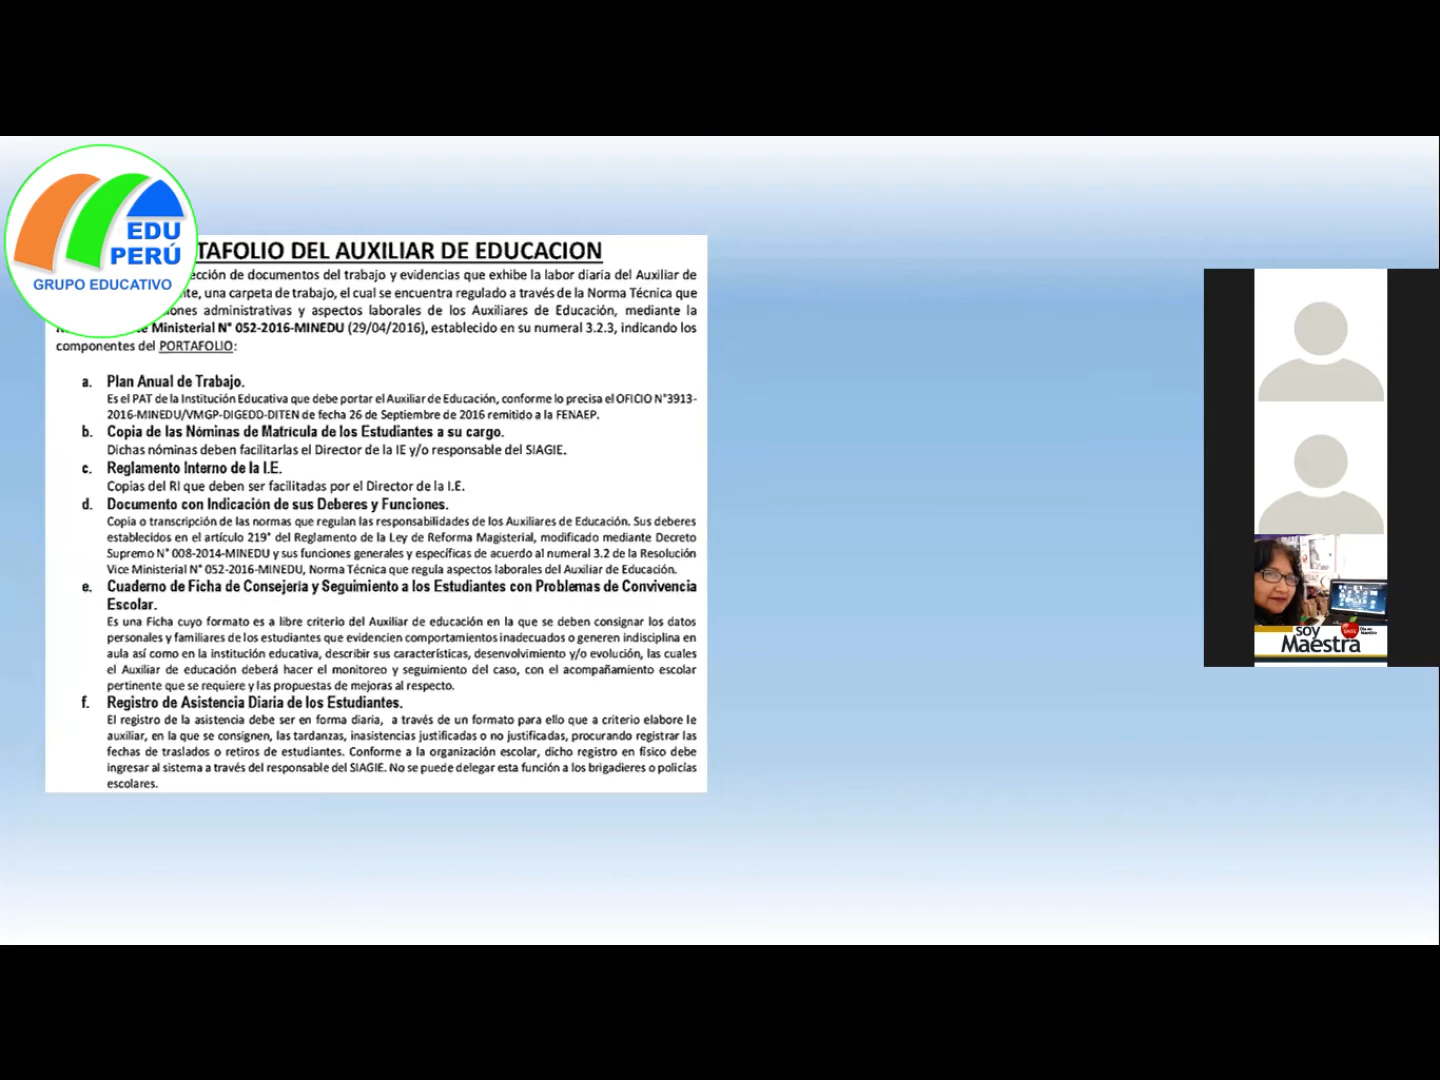 EDU
PERÚ
GRUPO EDUCATIVO
TAFOLIO DEL AUXILIAR DE EDUCACION
ección de documentos del trabajo y evidencias que exhibe la labor diaria del Auxiliar de
nte, una carpeta de trabajo, el cual se encuentra regulado a través de la Norma Técnica que
iones administrativas y aspectos laborales de los Auxiliares de Educación, mediante la
Ministerial N° 052-2016-MINEDU (29/04/2016), establecido en su numeral 3.2.3, indicando los
componentes del PORTAFOLIO:
a. Plan Anual de Trabajo.
Es el PAT de la Institución Educativa que debe portar el Auxiliar de Educación, conforme lo precisa el OFICIO N°3913-
2016-MINEDU/VMGP-DIGEDD-DITEN de fecha 26 de Septiembre de 2016 remitido a la FENAEP.
b. Copia de las Nóminas de Matrícula de los Estudiantes a su cargo.
Dichas nóminas deben facilitarlas el Director de la IE y/o responsable del SIAGIE.
c. Reglamento Interno de la I.E.
Copias del RI que deben ser facilitadas por el Director de la I.E.
d. Documento con Indicación de sus Deberes y Funciones.
Copia o transcripción de las normas que regulan las responsabilidades de los Auxiliares de Educación. Sus deberes
establecidos en el artículo 219° del Reglamento de la Ley de Reforma Magisterial, modificado mediante Decreto
Supremo N° 008-2014-MINEDU y sus funciones generales y específicas de acuerdo al numeral 3.2 de la Resolución
Vice Ministerial N° 052-2016-MINEDU, Norma Técnica que regula aspectos laborales del Auxiliar de Educación.
e. Cuaderno de Ficha de Consejería y Seguimiento a los Estudiantes con Problemas de Convivencia
Escolar.
Es una Ficha cuyo formato es a libre criterio del Auxiliar de educación en la que se deben consignar los datos
personales y familiares de los estudiantes que evidencien comportamientos inadecuados o generen indisciplina en
aula así como en la institución educativa, describir sus características, desenvolvimiento y/o evolución, las cuales
el Auxiliar de educación deberá hacer el monitoreo y seguimiento del caso, con el acompañamiento escolar
pertinente que se requiere y las propuestas de mejoras al respecto.
f. Registro de Asistencia Diaria de los Estudiantes.
El registro de la asistencia debe ser en forma diaria, a través de un formato para ello que a criterio elabore le
auxiliar, en la que se consignen, las tardanzas, inasistencias justificadas o no justificadas, procurando registrar las
fechas de traslados o retiros de estudiantes. Conforme a la organización escolar, dicho registro en físico debe
ingresar al sistema a través del responsable del SIAGIE. No se puede delegar esta función a los brigadieres o policías
escolares.
soy
Maestra